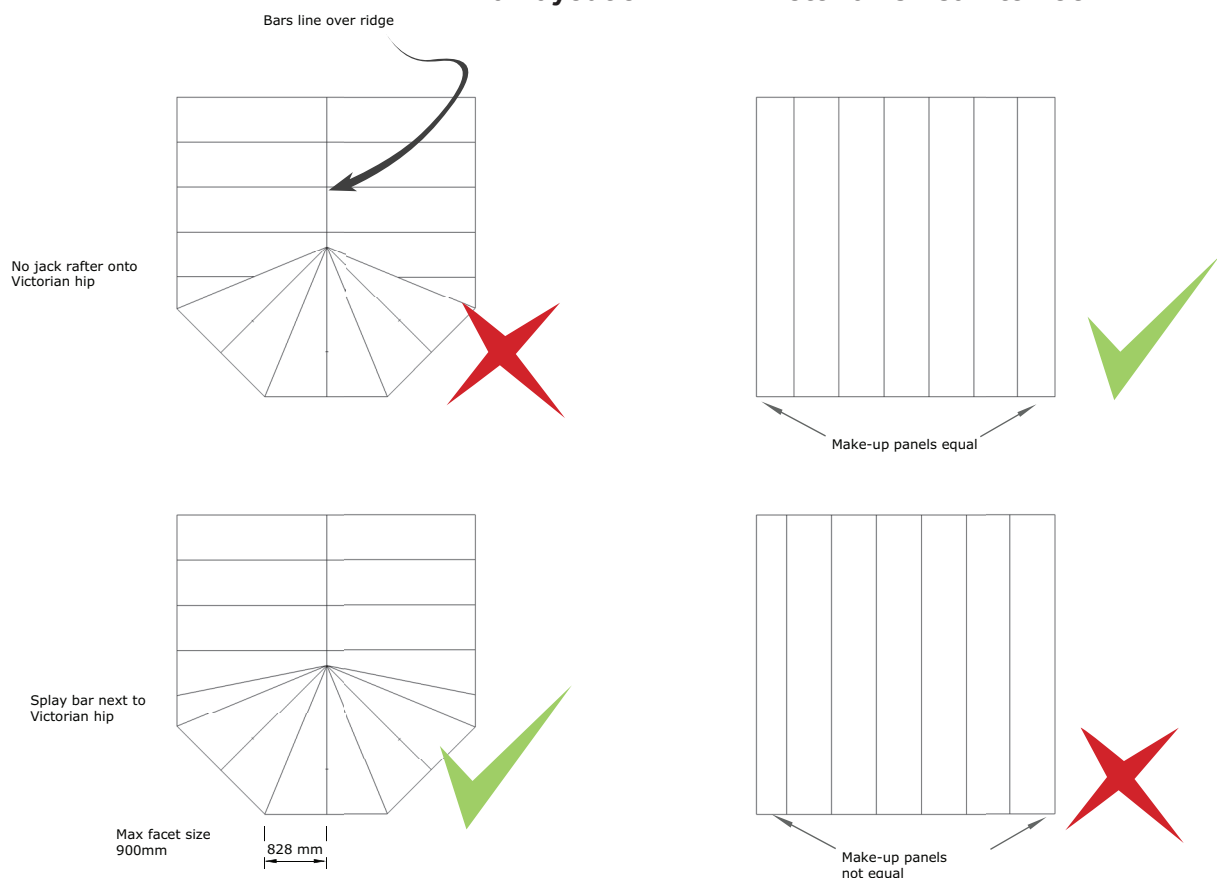 Bars line over ridge
No jack rafter onto
Victorian hip
Make-up panels equal
Splay bar next to
Victorian hip
Max facet size
900mm
828 mm
Make-up panels
not equal